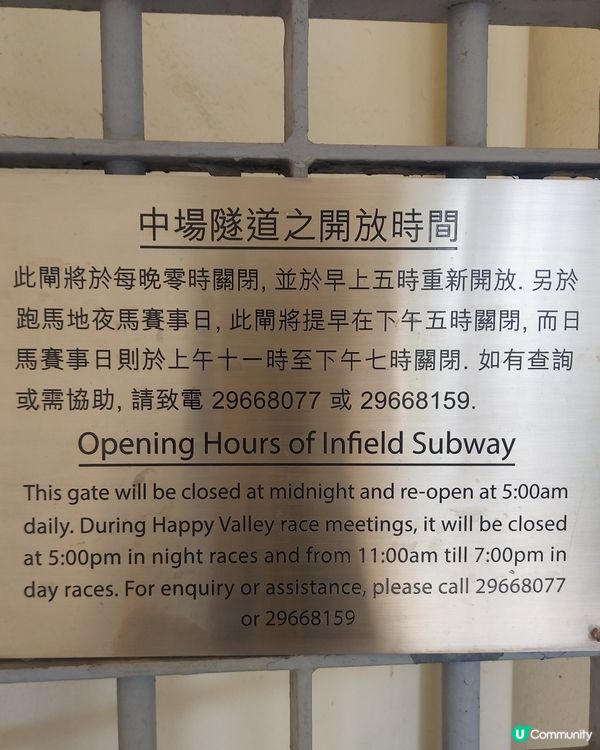 中場隧道之開放時間
此閘將於每晚零時關閉, 並於早上五時重新開放. 另於
跑馬地夜馬賽事日, 此閘將提早在下午五時關閉, 而日
馬賽事日則於上午十一時至下午七時關閉. 如有查詢
或需協助, 請致電 29668077 或 29668159.
Opening Hours of Infield Subway
This gate will be closed at midnight and re-open at 5:00am
daily. During Happy Valley race meetings, it will be closed
at 5:00pm in night races and from 11:00am till 7:00pm in
day races. For enquiry or assistance, please call 29668077
or 29668159
U Community